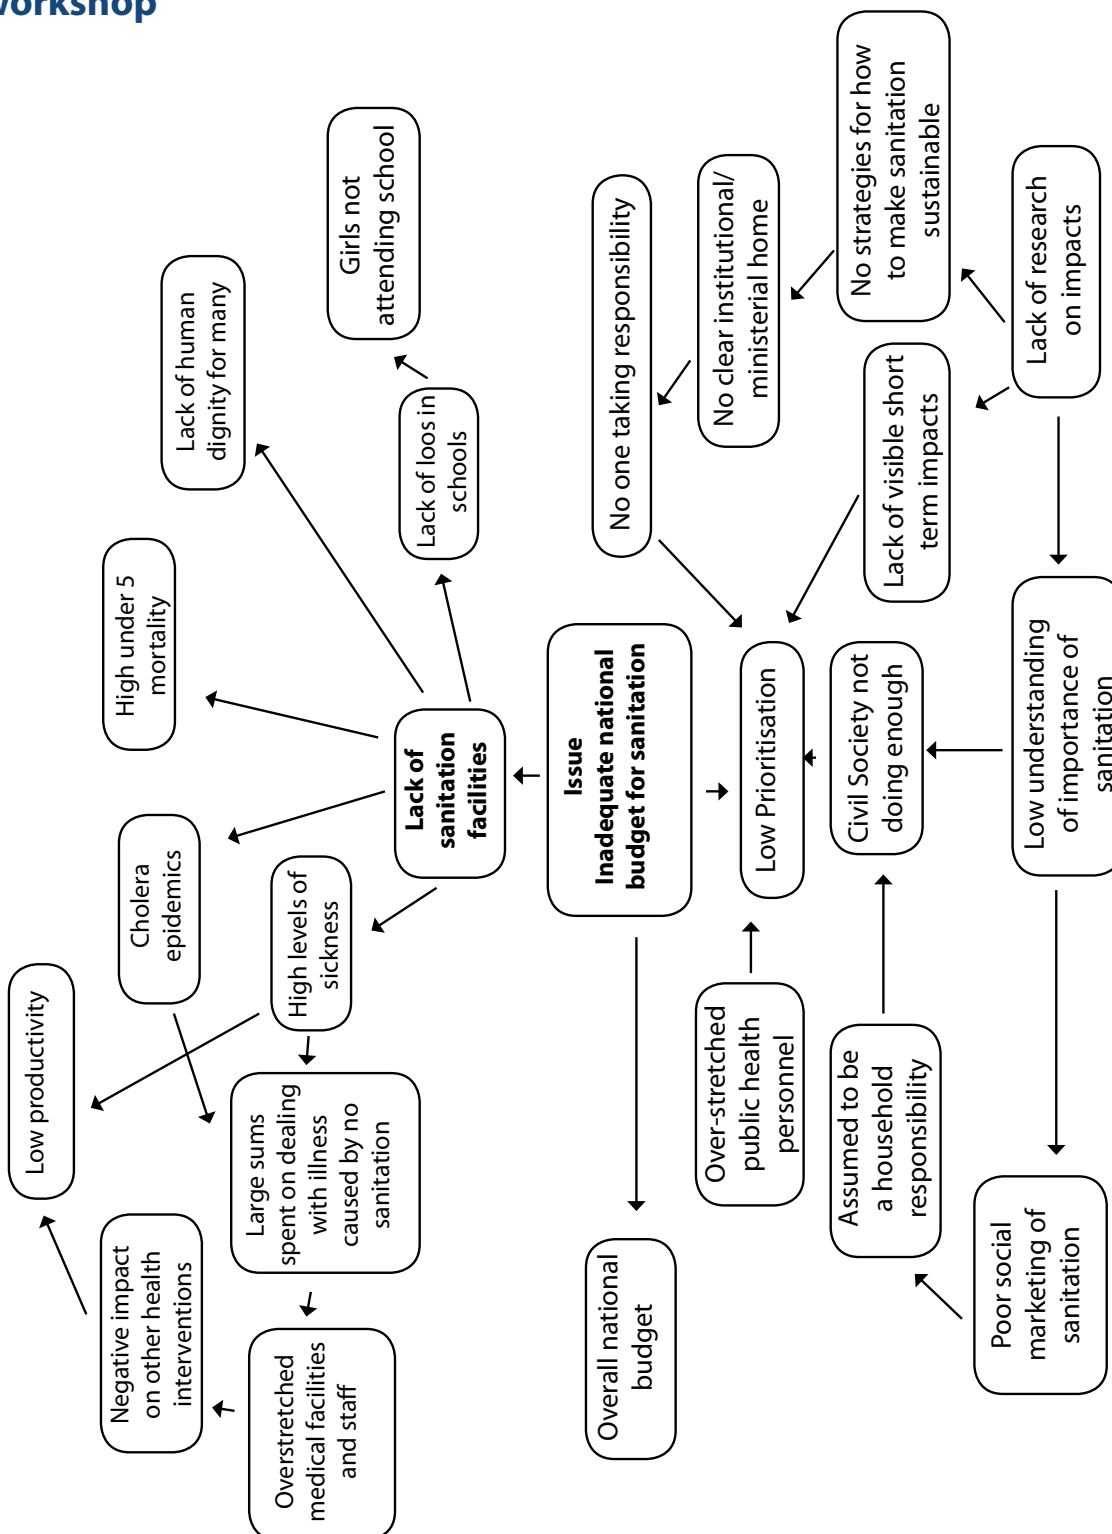 workshop
Low productivity
Negative impact
on other health
interventions
Cholera
epidemics
High under 5
mortality
Lack of human
dignity for many
Overstretched
medical facilities
and staff
Large sums
spent on dealing
with illness
caused by no
sanitation
High levels of
sickness
Girls not
attending school
Lack of
sanitation
facilities
Lack of loos in
schools
Issue
Inadequate national
budget for sanitation
Overall national
budget
No one taking responsibility
Over-stretched
public health
personnel
Low Prioritisation
No clear institutional/
ministerial home
Assumed to be
a household
responsibility
Civil Society not
doing enough
Lack of visible short
term impacts
No strategies for how
to make sanitation
sustainable
Poor social
marketing of
sanitation
Low understanding
of importance of
sanitation
Lack of research
on impacts